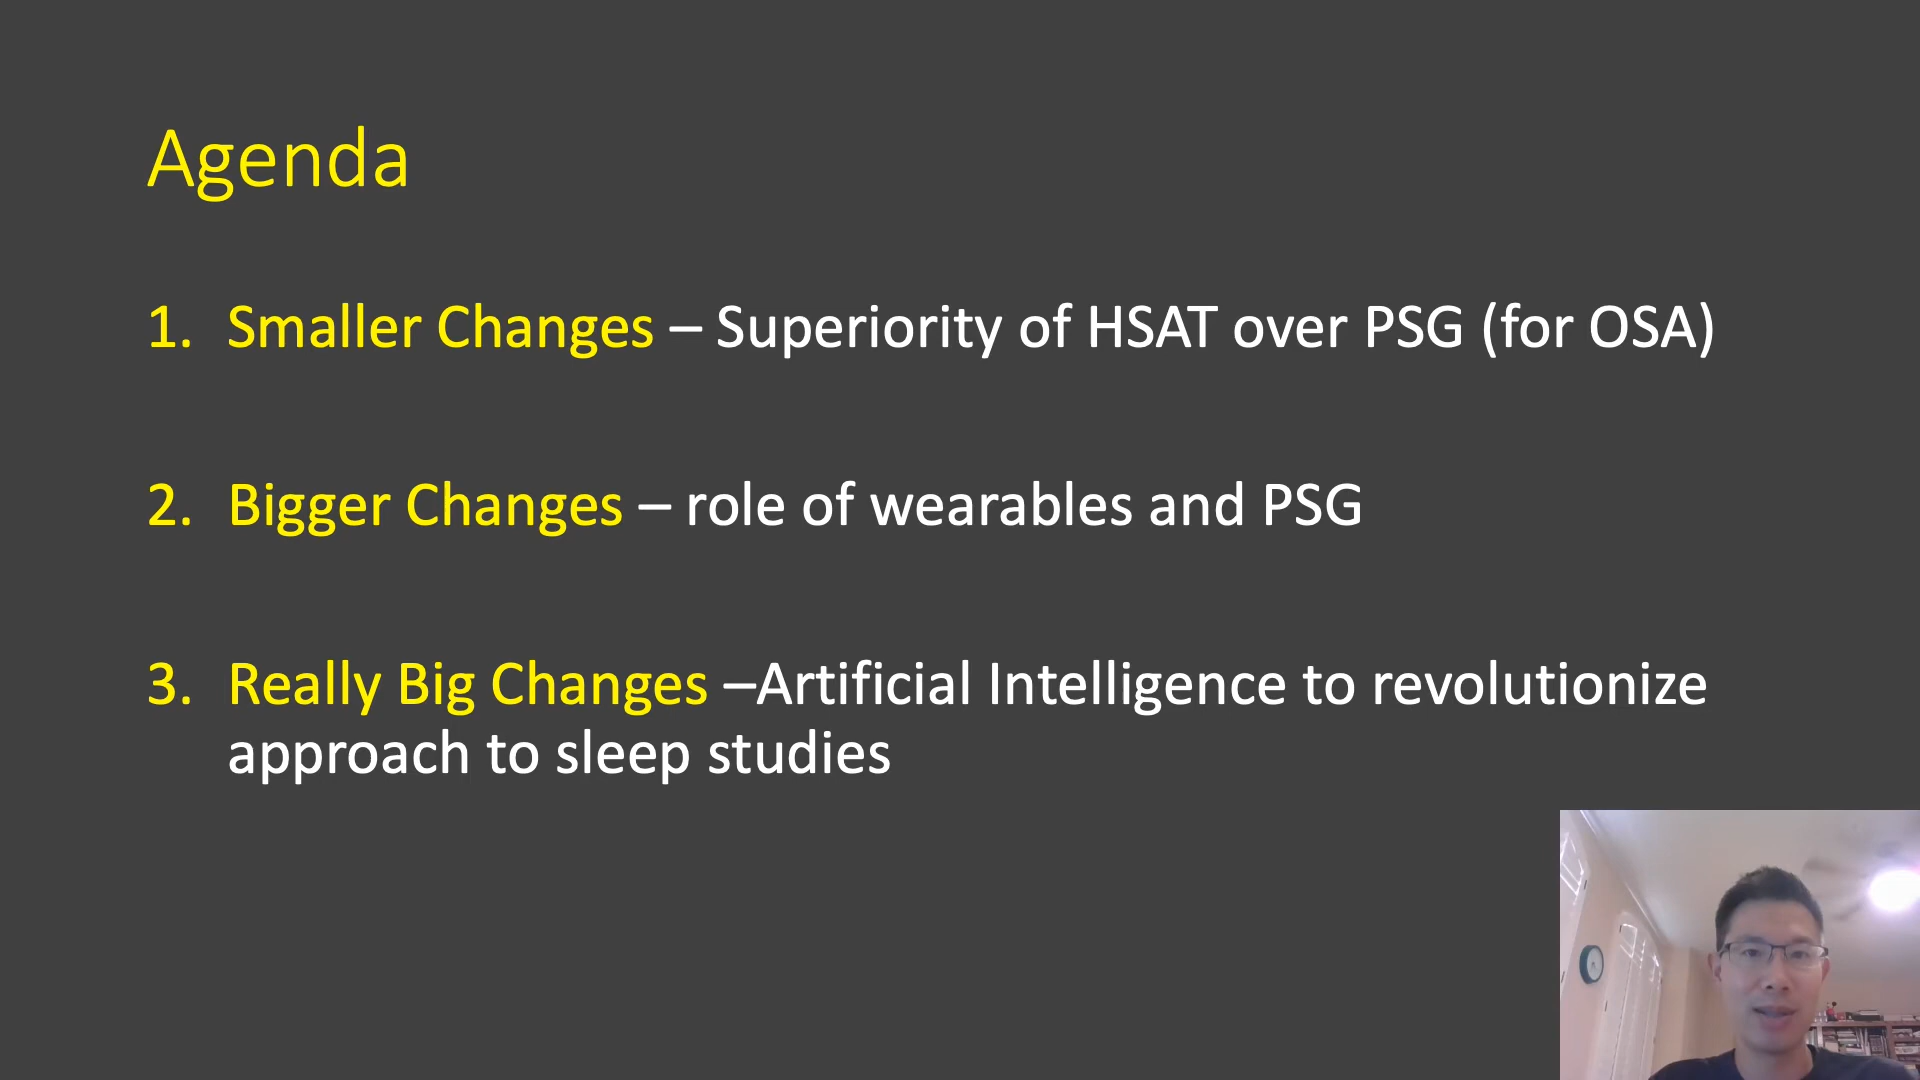 Agenda
1. Smaller Changes – Superiority of HSAT over PSG (for OSA)
2. Bigger Changes – role of wearables and PSG
3. Really Big Changes –Artificial Intelligence to revolutionize
approach to sleep studies